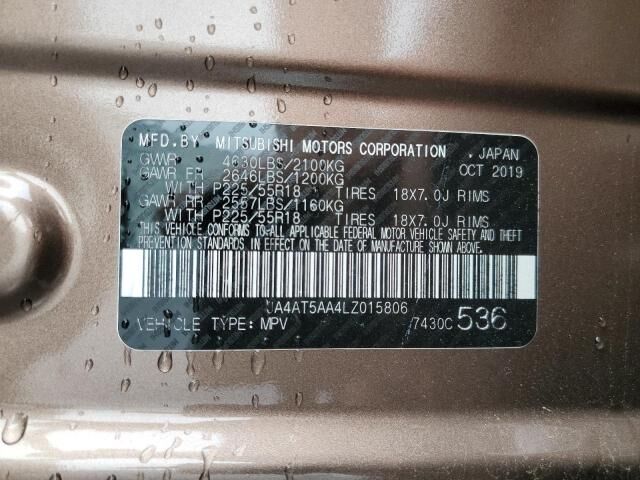 MFD.BY MITSUBISHI MOTORS CORPORATION , JAPAN
GVWR 4630LBS/2100KG OCT 2019
GAWR FR 2646LBS/1200KG
WITH P225/55R18 TIRES 18X7.0J RIMS
GAWR RR 2557LBS/1160KG
WITH P225/55R18 TIRES 18X7.0J RIMS
THIS VEHICLE CONFORMS TO ALL APPLICABLE FEDERAL MOTOR VEHICLE SAFETY AND THEFT
PREVENTION STANDARDS IN EFFECT ON THE DATE OF MANUFACTURE SHOWN ABOVE.
JA4AT5AA4LZ015806
VEHICLE TYPE:MPV 7430C 536